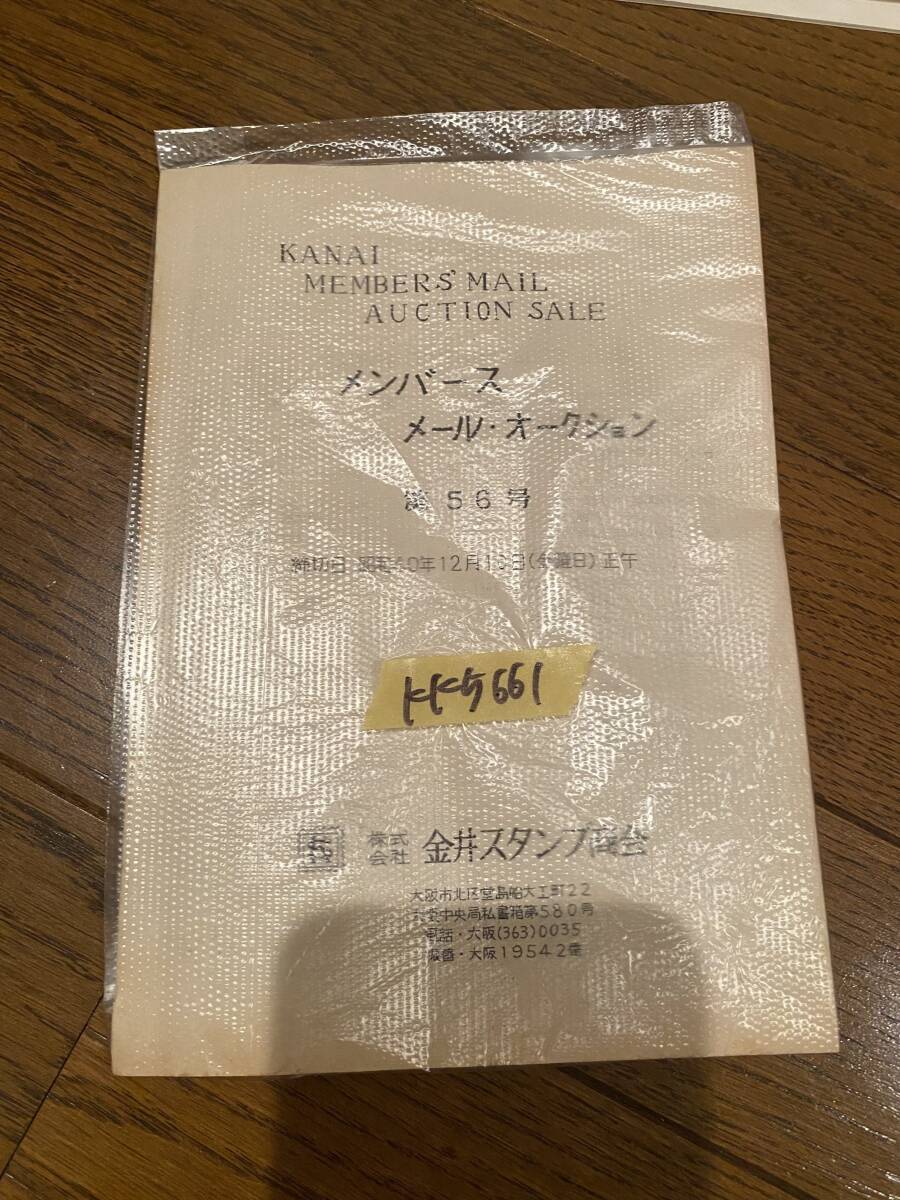 KANAI
MEMBERS' MAIL
AUCTION SALE
メンバース
メール・オークション
第56号
締切日 昭和40年12月10日(金曜日) 正午
KK5661
株式
会社 金井スタンプ商会
大阪市北区堂島船大工町22
中央局私書箱第580号
電話・大阪(363)0035
振替・大阪19542番